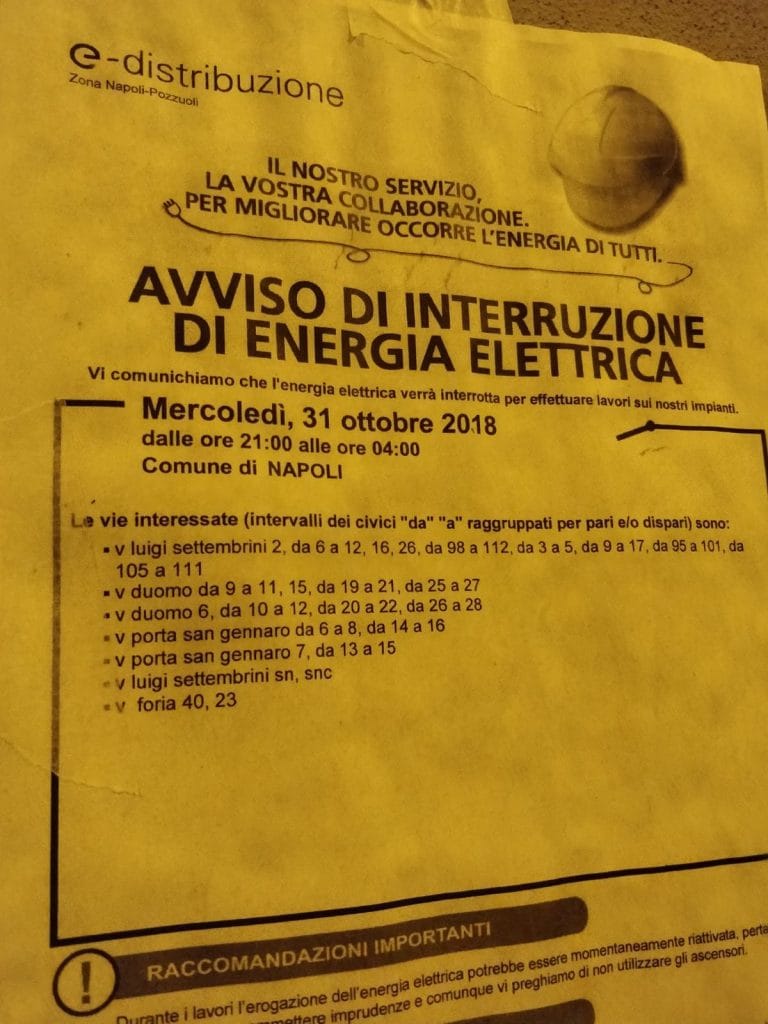 e-distribuzione
Zona Napoli-Pozzuoli
IL NOSTRO SERVIZIO,
LA VOSTRA COLLABORAZIONE.
PER MIGLIORARE OCCORRE L'ENERGIA DI TUTTI.
AVVISO DI INTERRUZIONE
DI ENERGIA ELETTRICA
Vi comunichiamo che l'energia elettrica verrà interrotta per effettuare lavori sui nostri impianti.
Mercoledì, 31 ottobre 2018
dalle ore 21:00 alle ore 04:00
Comune di NAPOLI
Le vie interessate (intervalli dei civici "da" "a" raggruppati per pari e/o dispari) sono:
▪ v luigi settembrini 2, da 6 a 12, 16, 26, da 98 a 112, da 3 a 5, da 9 a 17, da 95 a 101, da
105 a 111
▪ v duomo da 9 a 11, 15, da 19 a 21, da 25 a 27
▪ v duomo 6, da 10 a 12, da 20 a 22, da 26 a 28
▪ v porta san gennaro da 6 a 8, da 14 a 16
▪ v porta san gennaro 7, da 13 a 15
▪ v luigi settembrini sn, snc
▪ v foria 40, 23
! RACCOMANDAZIONI IMPORTANTI
Durante i lavori l'erogazione dell'energia elettrica potrebbe essere momentaneamente riattivata, perta
imprudenze e comunque vi preghiamo di non utilizzare gli ascensori.